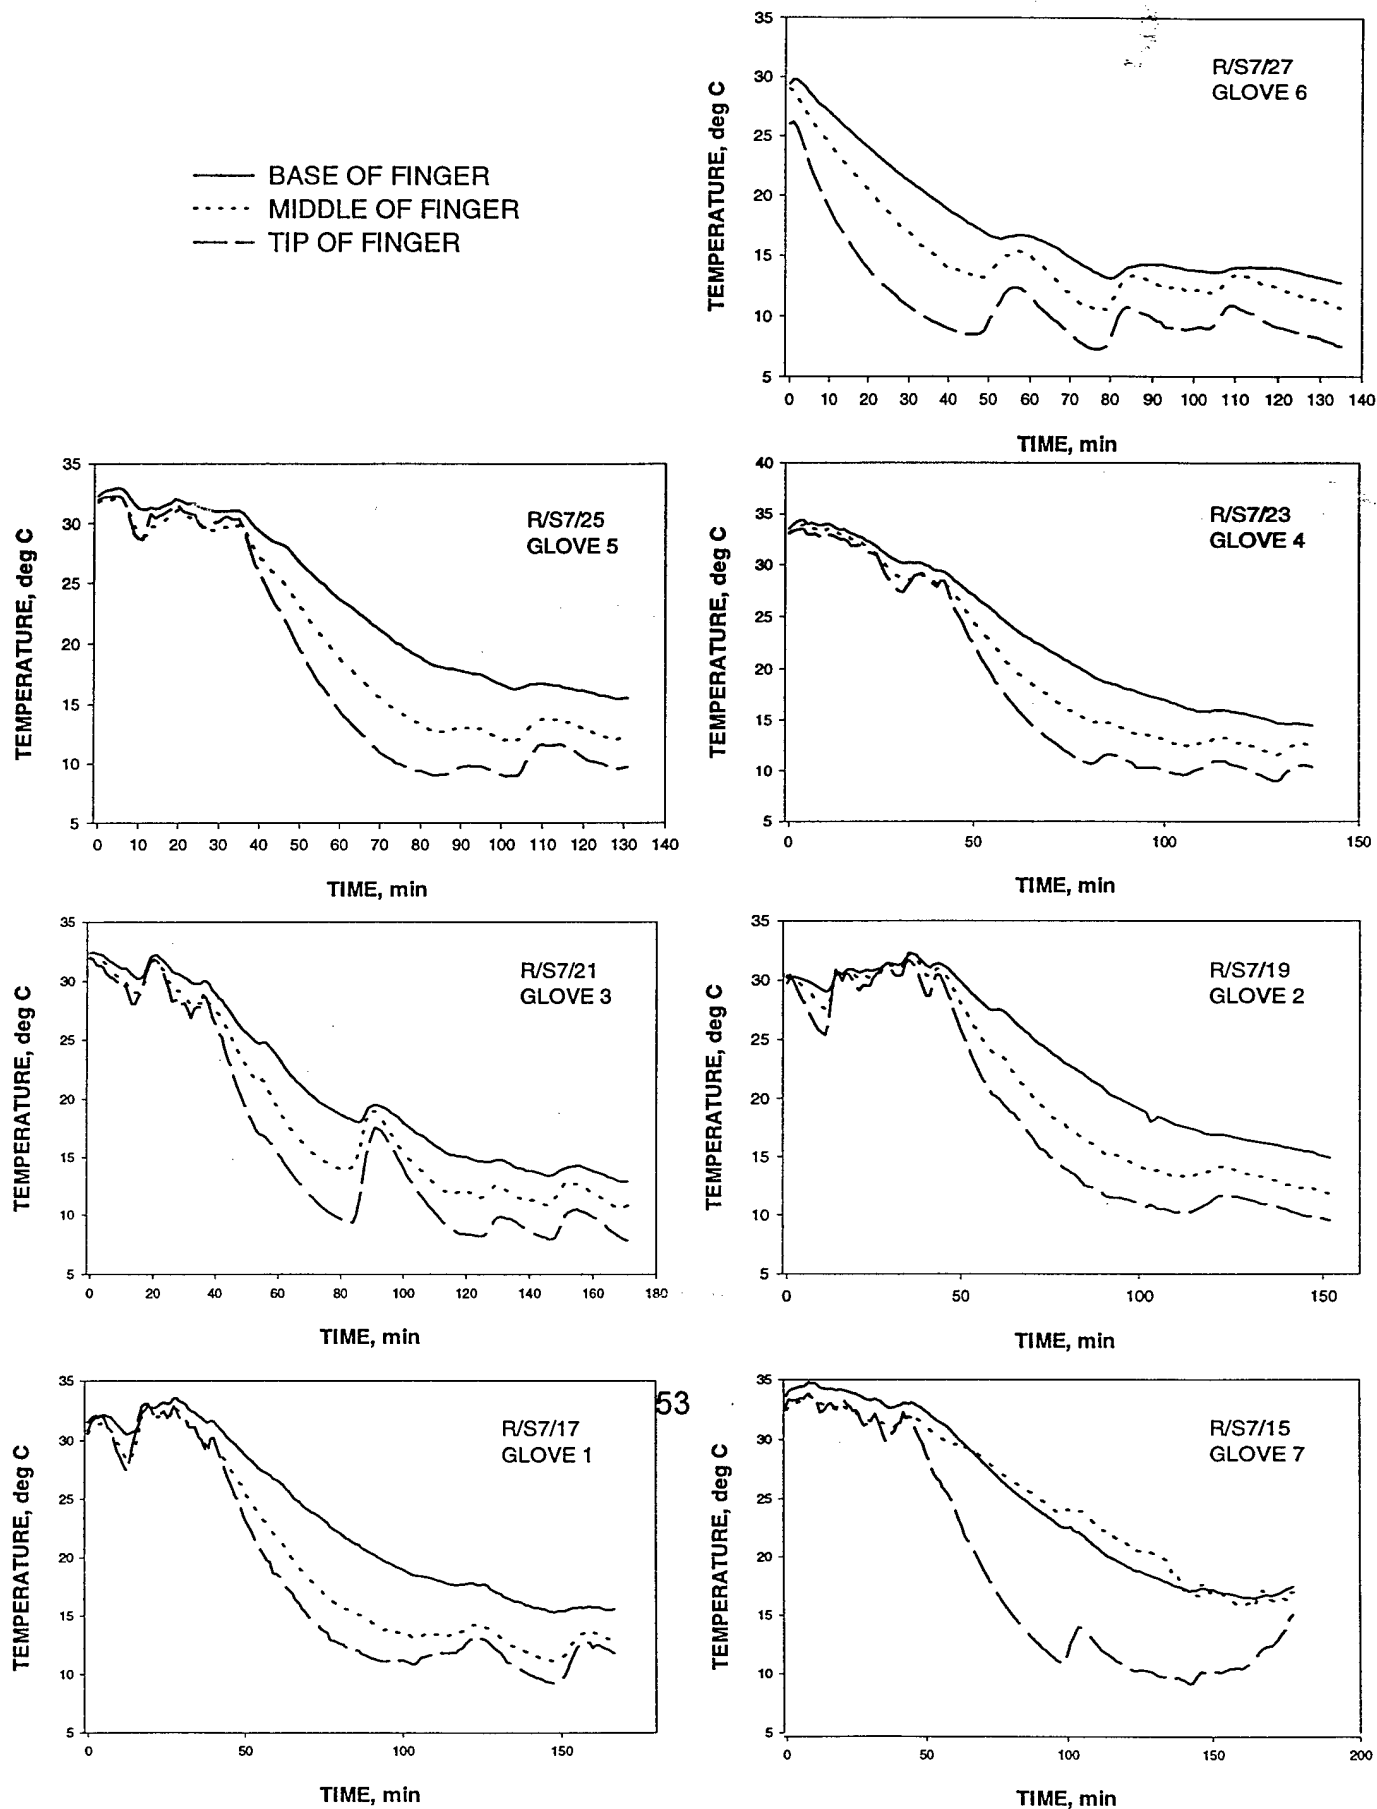 35
30
25
20
15
10
5
TEMPERATURE, deg C
R/S7/27
GLOVE 6
0 10 20 30 40 50 60 70 80 90 100 110 120 130 140
TIME, min
BASE OF FINGER
MIDDLE OF FINGER
TIP OF FINGER
35
30
25
20
15
10
5
TEMPERATURE, deg C
R/S7/25
GLOVE 5
0 10 20 30 40 50 60 70 80 90 100 110 120 130 140
TIME, min
40
35
30
25
20
15
10
5
TEMPERATURE, deg C
R/S7/23
GLOVE 4
0 50 100 150
TIME, min
35
30
25
20
15
10
5
TEMPERATURE, deg C
R/S7/21
GLOVE 3
0 20 40 60 80 100 120 140 160 180
TIME, min
35
30
25
20
15
10
5
TEMPERATURE, deg C
R/S7/19
GLOVE 2
0 50 100 150
TIME, min
35
30
25
20
15
10
5
TEMPERATURE, deg C
R/S7/17
GLOVE 1
0 50 100 150
TIME, min
53
35
30
25
20
15
10
5
TEMPERATURE, deg C
R/S7/15
GLOVE 7
0 50 100 150 200
TIME, min